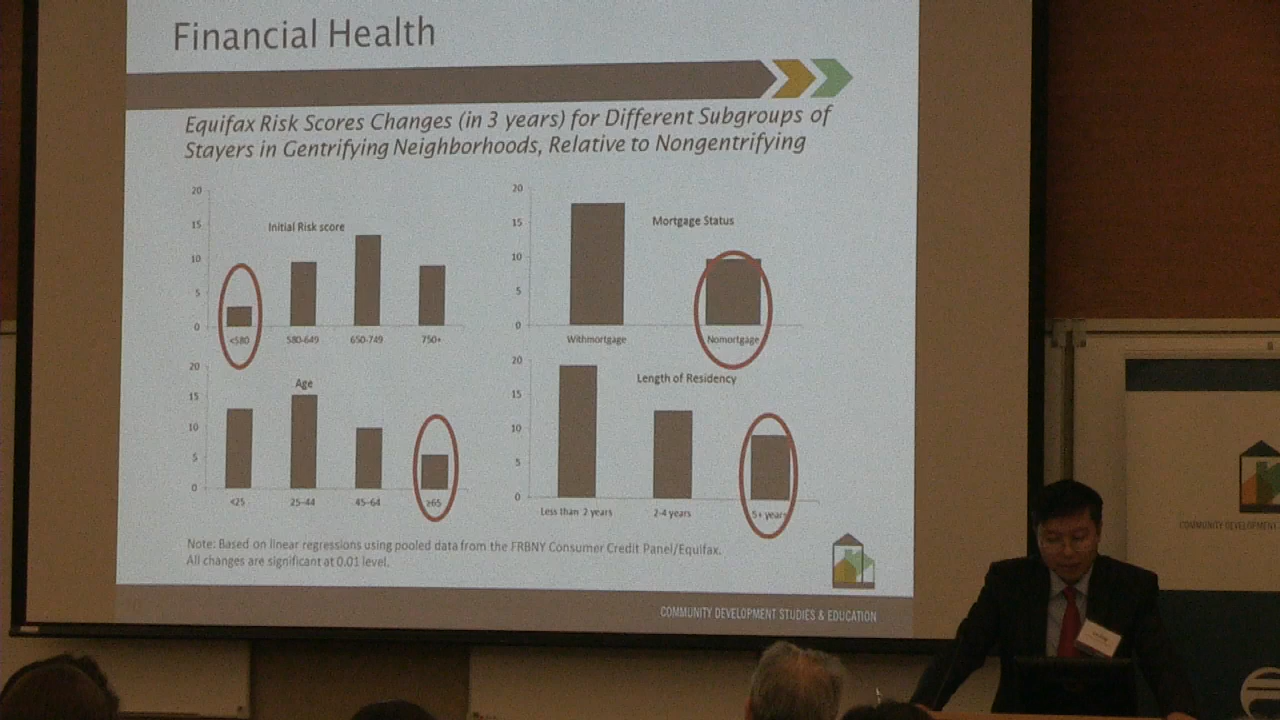 Financial Health
Equifax Risk Scores Changes (in 3 years) for Different Subgroups of
Stayers in Gentrifying Neighborhoods, Relative to Nongentrifying
20
15
10
5
0
Initial Risk score
<580
580-649
650-749
750+
20
15
10
5
0
Mortgage Status
Withmortgage
Nomortgage
20
15
10
5
0
Age
<25
25-44
45-64
≥65
20
15
10
5
0
Length of Residency
Less than 2 years
2-4 years
5+ years
Note: Based on linear regressions using pooled data from the FRBNY Consumer Credit Panel/Equifax.
All changes are significant at 0.01 level.
COMMUNITY DEVELOPMENT STUDIES & EDUCATION
COMMUNITY DEVELOPMENT